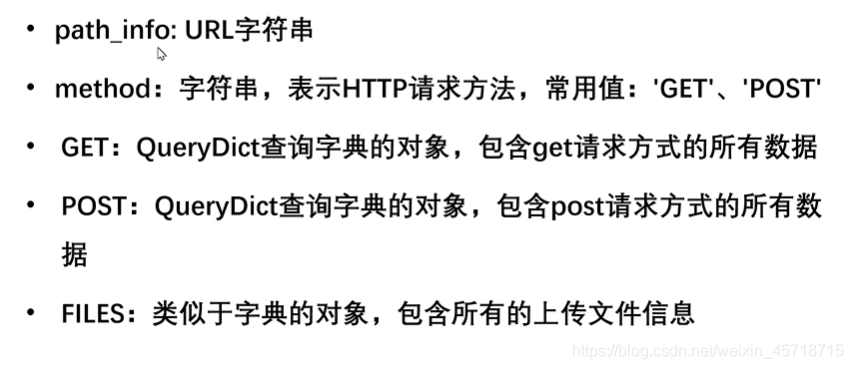 • path_info: URL字符串
• method：字符串，表示HTTP请求方法，常用值：'GET'、'POST'
• GET：QueryDict查询字典的对象，包含get请求方式的所有数据
• POST：QueryDict查询字典的对象，包含post请求方式的所有数
据
• FILES：类似于字典的对象，包含所有的上传文件信息
https://blog.csdn.net/weixin_45718715